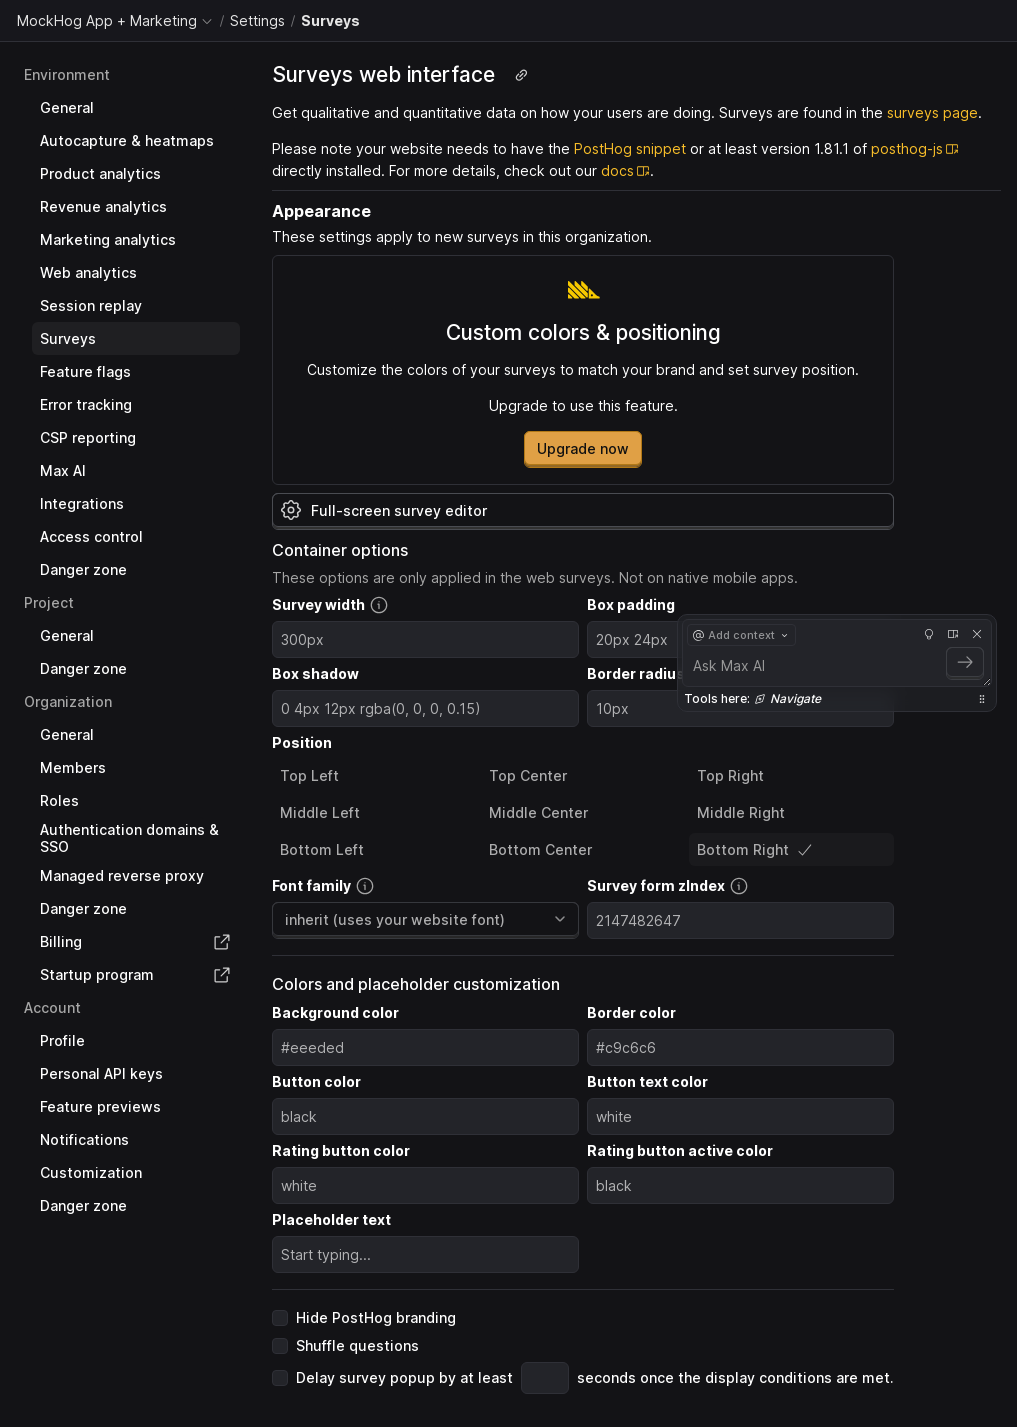 MockHog App + Marketing / Settings / Surveys
Environment
General
Autocapture & heatmaps
Product analytics
Revenue analytics
Marketing analytics
Web analytics
Session replay
Surveys
Feature flags
Error tracking
CSP reporting
Max AI
Integrations
Access control
Danger zone
Project
General
Danger zone
Organization
General
Members
Roles
Authentication domains &
SSO
Managed reverse proxy
Danger zone
Billing
Startup program
Account
Profile
Personal API keys
Feature previews
Notifications
Customization
Danger zone
Surveys web interface
Get qualitative and quantitative data on how your users are doing. Surveys are found in the surveys page.
Please note your website needs to have the PostHog snippet or at least version 1.81.1 of posthog-js
directly installed. For more details, check out our docs.
Appearance
These settings apply to new surveys in this organization.
Custom colors & positioning
Customize the colors of your surveys to match your brand and set survey position.
Upgrade to use this feature.
Upgrade now
Full-screen survey editor
Container options
These options are only applied in the web surveys. Not on native mobile apps.
Survey width
Box padding
300px
20px 24px
Box shadow
Border radius
0 4px 12px rgba(0, 0, 0, 0.15)
10px
@ Add context
Ask Max AI
Tools here: Navigate
Position
Top Left
Top Center
Top Right
Middle Left
Middle Center
Middle Right
Bottom Left
Bottom Center
Bottom Right
Font family
Survey form zIndex
inherit (uses your website font)
2147482647
Colors and placeholder customization
Background color
Border color
#eeeded
#c9c6c6
Button color
Button text color
black
white
Rating button color
Rating button active color
white
black
Placeholder text
Start typing...
Hide PostHog branding
Shuffle questions
Delay survey popup by at least seconds once the display conditions are met.